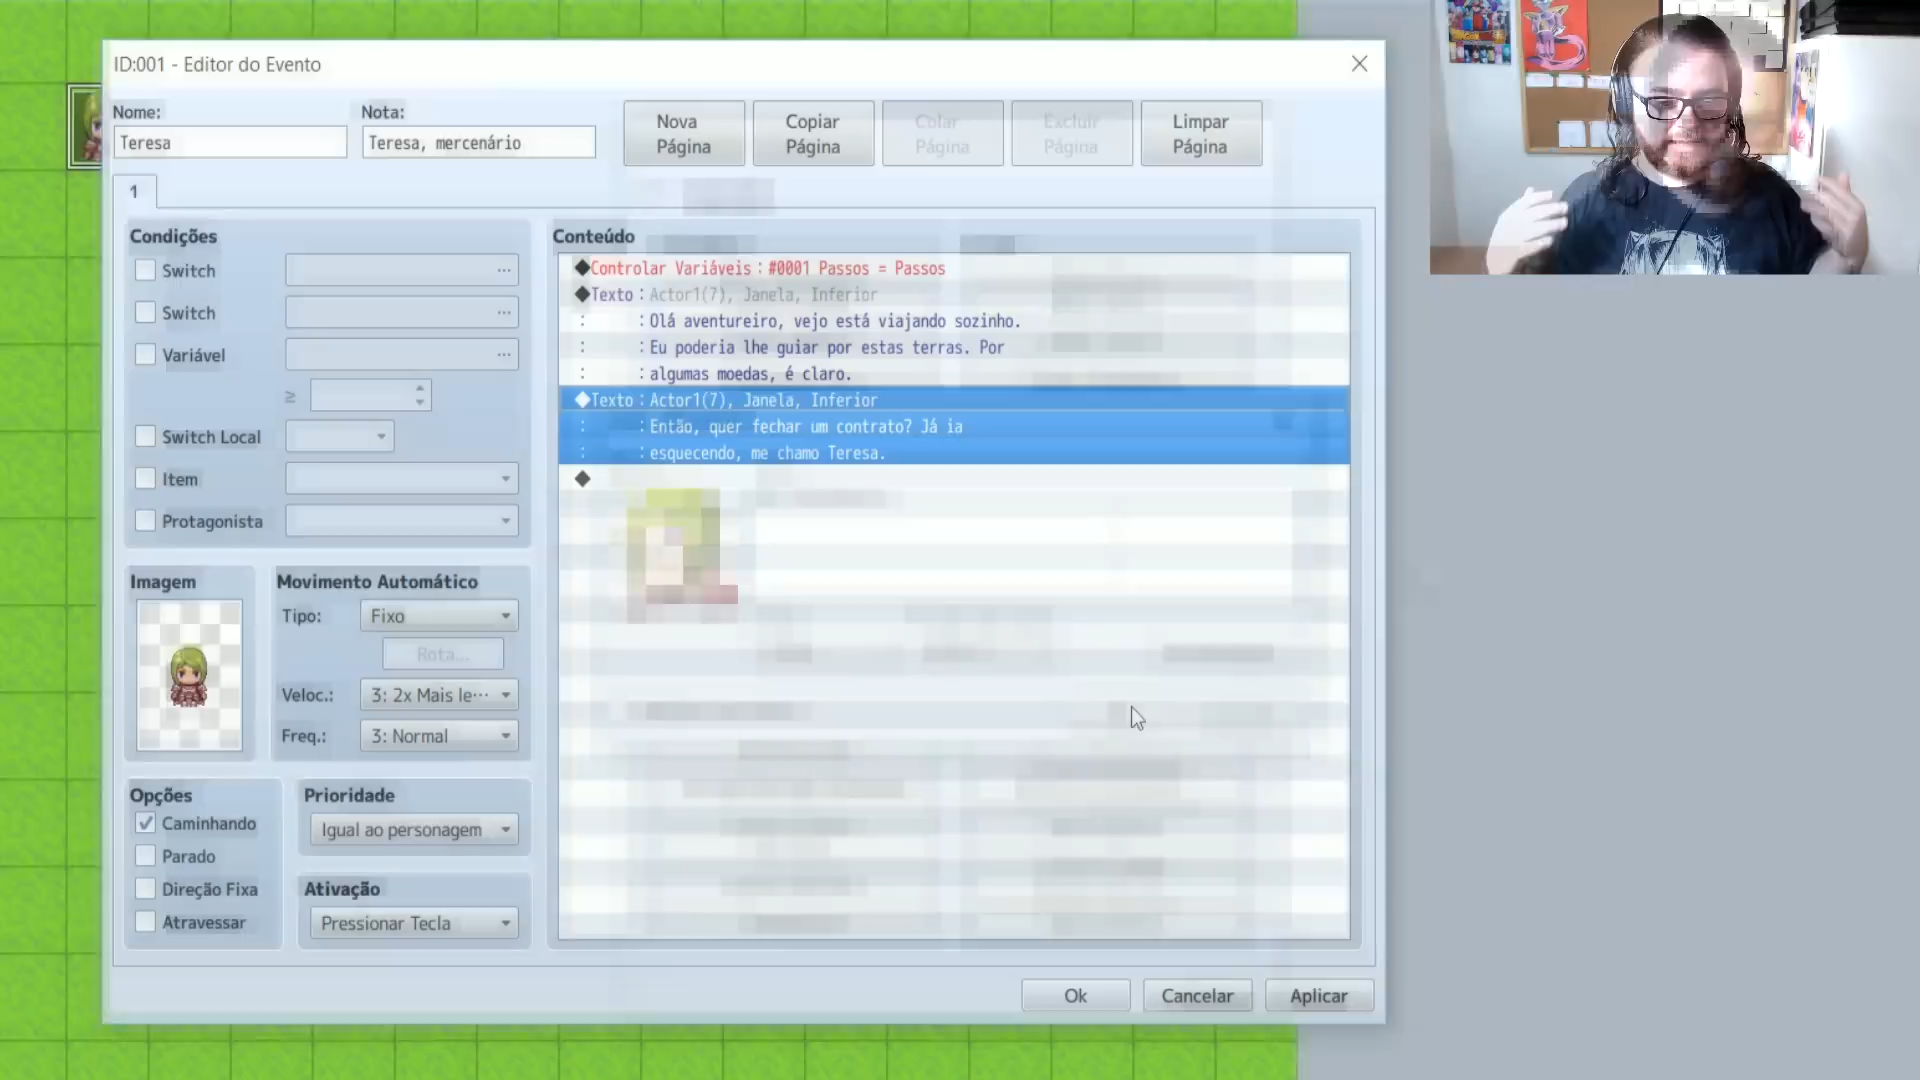 ID:001 - Editor do Evento
Nome:
Nota:
Teresa
Teresa, mercenário
Nova
Página
Copiar
Página
Colar
Página
Excluir
Página
Limpar
Página
1
Condições
Switch
...
Switch
...
Variável
...
≥
Switch Local
Item
Protagonista
Conteúdo
◆Controlar Variáveis : #0001 Passos = Passos
◆Texto : Actor1(7), Janela, Inferior
: : Olá aventureiro, vejo está viajando sozinho.
: : Eu poderia lhe guiar por estas terras. Por
: : algumas moedas, é claro.
◆Texto : Actor1(7), Janela, Inferior
: : Então, quer fechar um contrato? Já ia
: : esquecendo, me chamo Teresa.
◆
Imagem
Movimento Automático
Tipo:
Fixo
Rota...
Veloc.:
3: 2x Mais le...
Freq.:
3: Normal
Opções
Caminhando
Parado
Direção Fixa
Atravessar
Prioridade
Igual ao personagem
Ativação
Pressionar Tecla
Ok
Cancelar
Aplicar